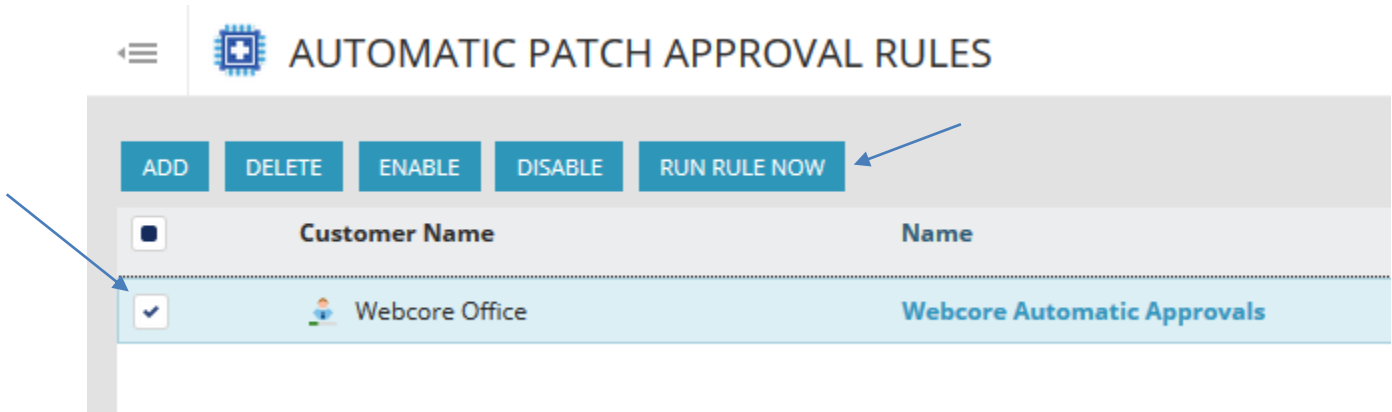 AUTOMATIC PATCH APPROVAL RULES
ADD DELETE ENABLE DISABLE RUN RULE NOW
Customer Name Name
Webcore Office Webcore Automatic Approvals